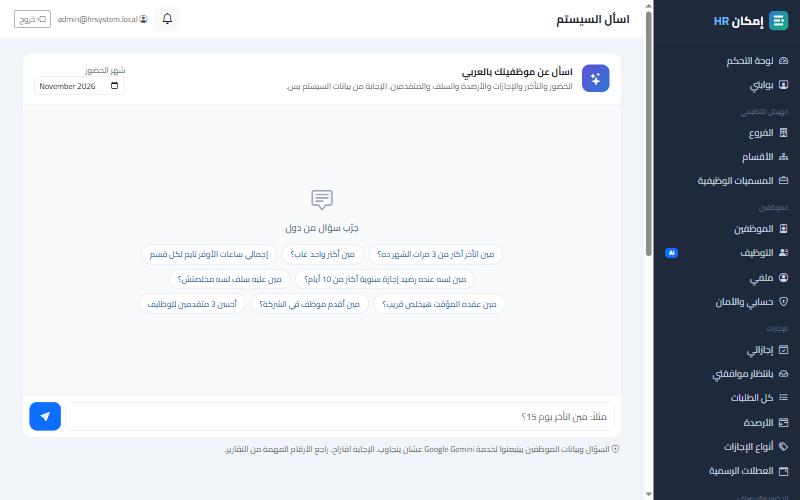 إمكان HR
لوحة التحكم
بوابتي
الهيكل التنظيمي
الفروع
الأقسام
المسميات الوظيفية
الموظفين
الموظفين
التوظيف
AI
ملفي
حسابي والأمان
الإجازات
إجازاتي
بانتظار موافقتي
كل الطلبات
الأرصدة
أنواع الإجازات
العطلات الرسمية
اسأل السيستم
admin@hrsystem.local
خروج
اسأل عن موظفينك بالعربي
الحضور والتأخير والإجازات والأرصدة والسلف والمتقدمين. الإجابة من بيانات السيستم بس.
شهر الحضور
November 2026
جرّب سؤال من دول
مين اتأخر أكتر من 3 مرات الشهر ده؟
مين أكتر واحد غاب؟
إجمالي ساعات الأوفر تايم لكل قسم
مين لسه عنده رصيد إجازة سنوية أكتر من 10 أيام؟
مين عليه سلف لسه مخلصتش؟
مين عقده المؤقت هيخلص قريب؟
مين أقدم موظف في الشركة؟
أحسن 3 متقدمين للوظايف
مثلاً: مين اتأخر يوم 15؟
السؤال وبيانات الموظفين بيتبعتوا لخدمة Google Gemini عشان يتجاوب. الإجابة اقتراح، راجع الأرقام المهمة من التقارير.